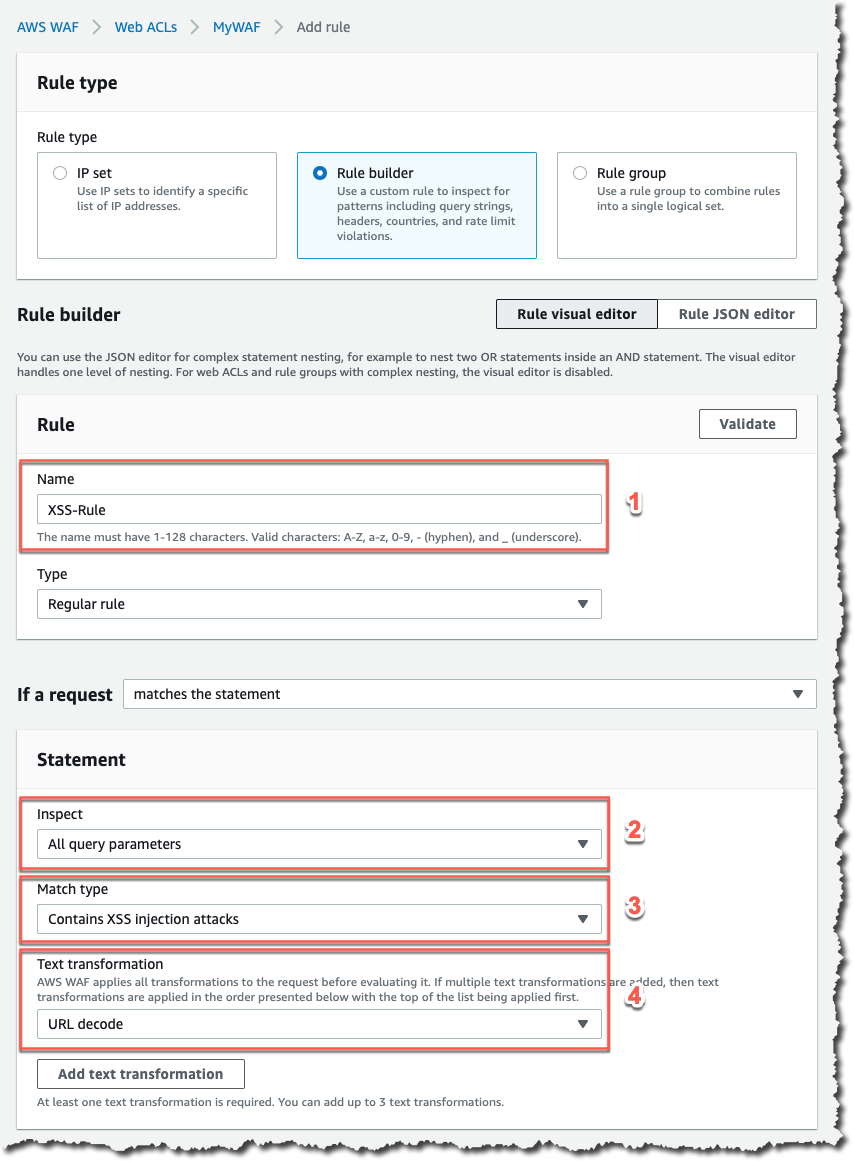 AWS WAF > Web ACLs > MyWAF > Add rule
Rule type
Rule type
IP set
Use IP sets to identify a specific
list of IP addresses.
Rule builder
Use a custom rule to inspect for
patterns including query strings,
headers, countries, and rate limit
violations.
Rule group
Use a rule group to combine rules
into a single logical set.
Rule builder
Rule visual editor
Rule JSON editor
You can use the JSON editor for complex statement nesting, for example to nest two OR statements inside an AND statement. The visual editor
handles one level of nesting. For web ACLs and rule groups with complex nesting, the visual editor is disabled.
Rule
Validate
Name
XSS-Rule
1
The name must have 1-128 characters. Valid characters: A-Z, a-z, 0-9, - (hyphen), and _ (underscore).
Type
Regular rule
If a request
matches the statement
Statement
Inspect
All query parameters
2
Match type
Contains XSS injection attacks
3
Text transformation
AWS WAF applies all transformations to the request before evaluating it. If multiple text transformations are added, then text
transformations are applied in the order presented below with the top of the list being applied first.
4
URL decode
Add text transformation
At least one text transformation is required. You can add up to 3 text transformations.